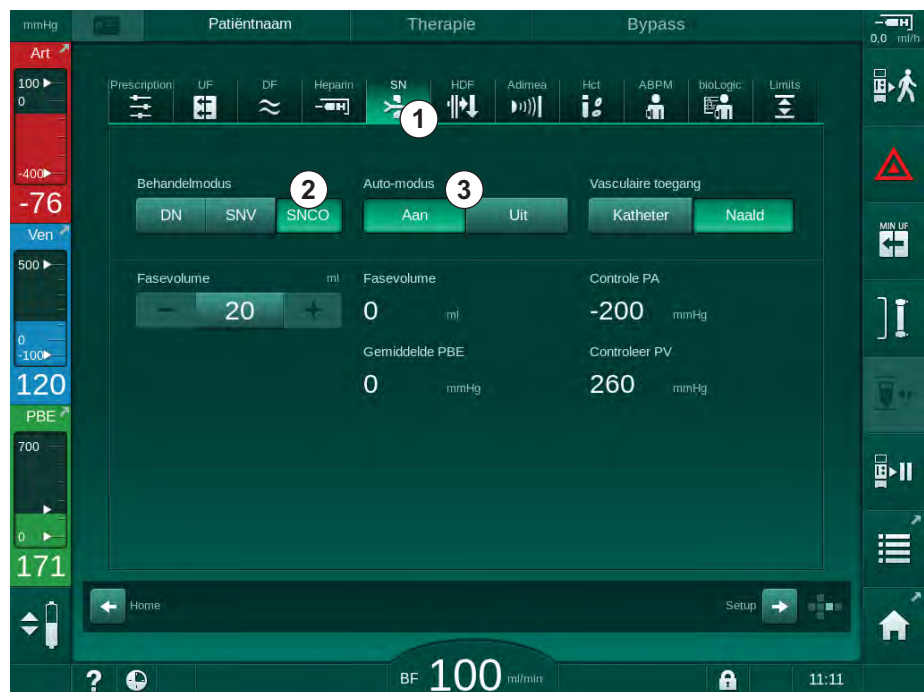 mmHg
Patiëntnaam
Therapie
Bypass
0,0 ml/h
Art
100
0
-400
-76
Ven
500
0
-100
120
PBE
700
0
171
Prescription
UF
DF
Heparin
SN
HDF
Adimea
Hct
ABPM
bioLogic
Limits
1
Behandelmodus
2
DN
SNV
SNCO
Auto-modus
3
Aan
Uit
Vasculaire toegang
Katheter
Naald
Fasevolume ml
20
Fasevolume
0 ml
Gemiddelde PBE
0 mmHg
Controle PA
-200 mmHg
Controleer PV
260 mmHg
MIN UF
Home
Setup
? BF 100 ml/min 11:11